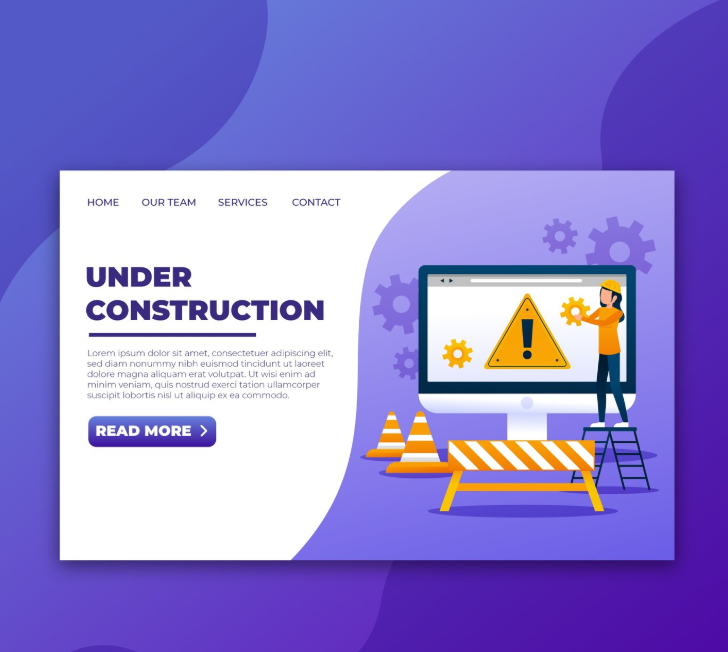 HOME OUR TEAM SERVICES CONTACT
UNDER
CONSTRUCTION
Lorem ipsum dolor sit amet, consectetuer adipiscing elit,
sed diam nonummy nibh euismod tincidunt ut laoreet
dolore magna aliquam erat volutpat. Ut wisi enim ad
minim veniam, quis nostrud exerci tation ullamcorper
suscipit lobortis nisl ut aliquip ex ea commodo.
READ MORE
!